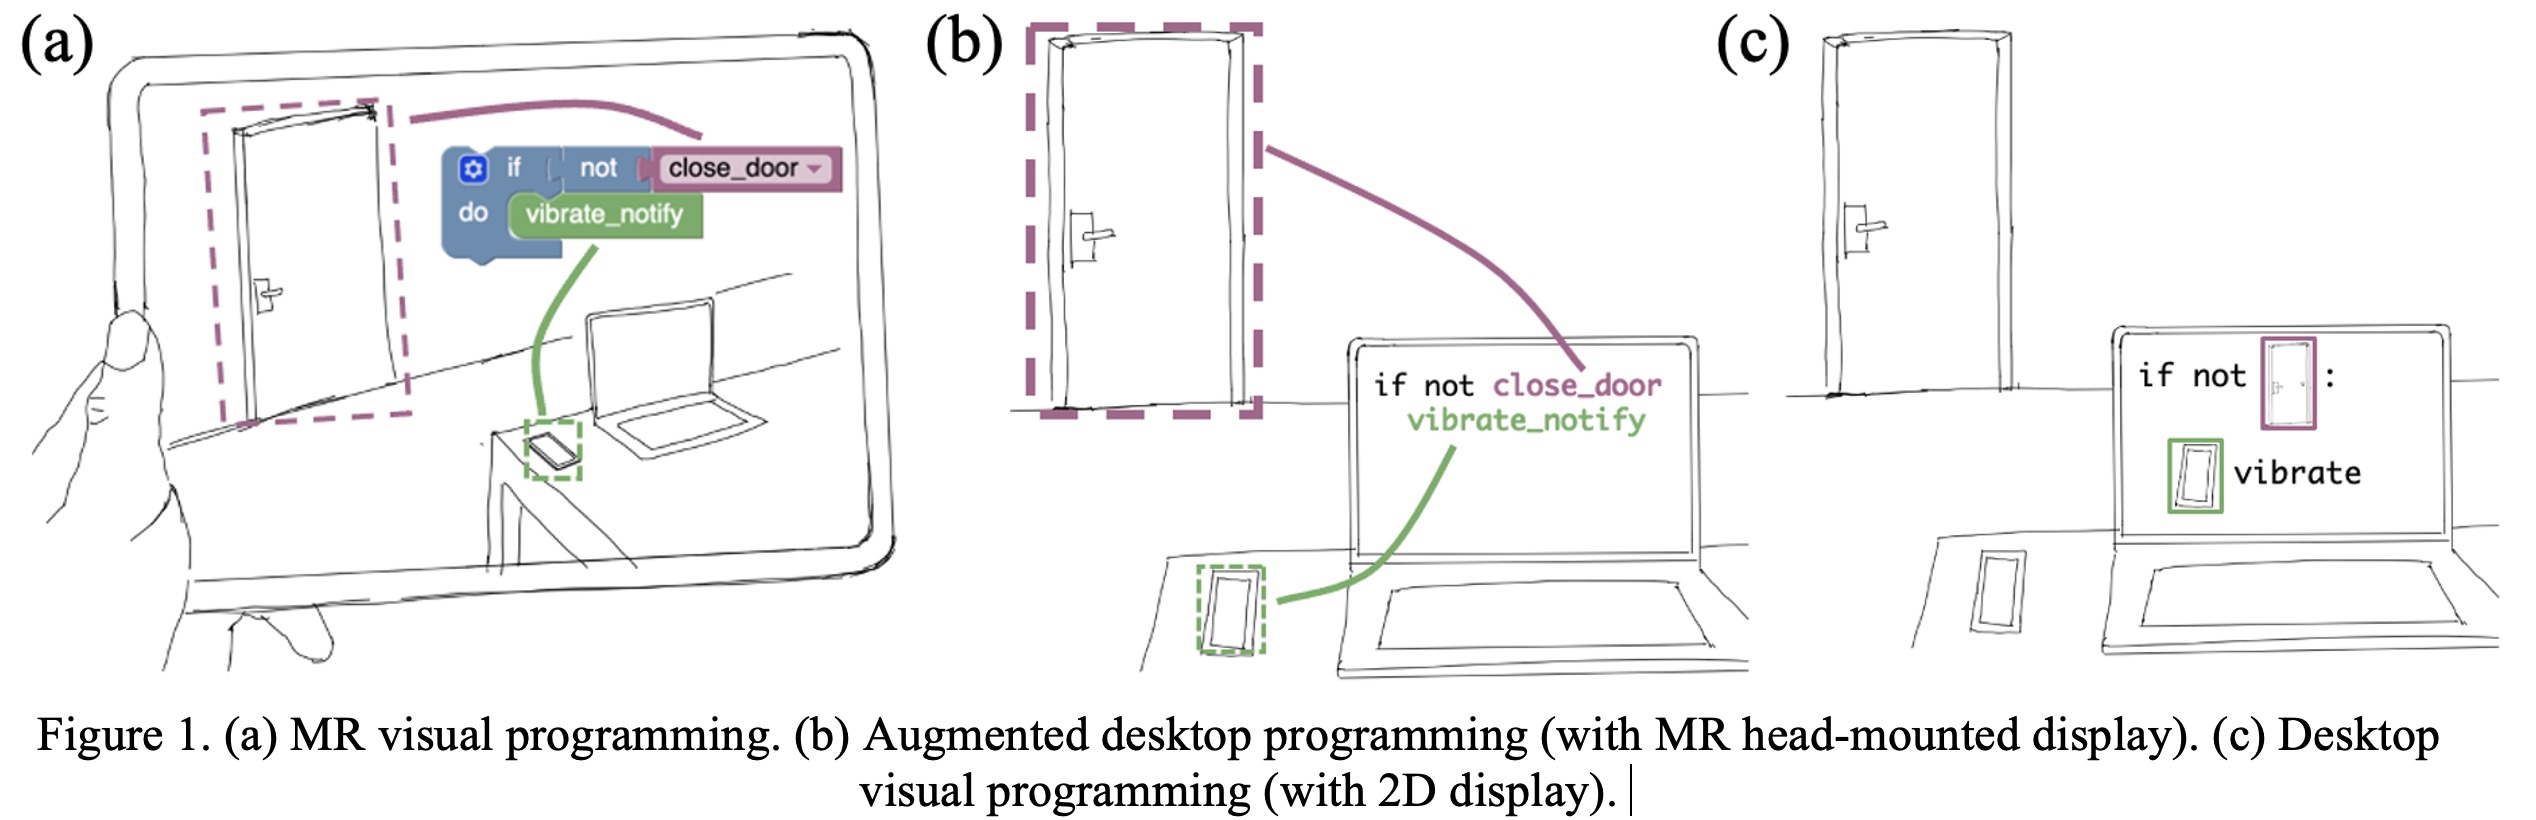 (a)
if not close_door
do vibrate_notify
(b)
if not close_door
vibrate_notify
(c)
if not :
vibrate
Figure 1. (a) MR visual programming. (b) Augmented desktop programming (with MR head-mounted display). (c) Desktop
visual programming (with 2D display).